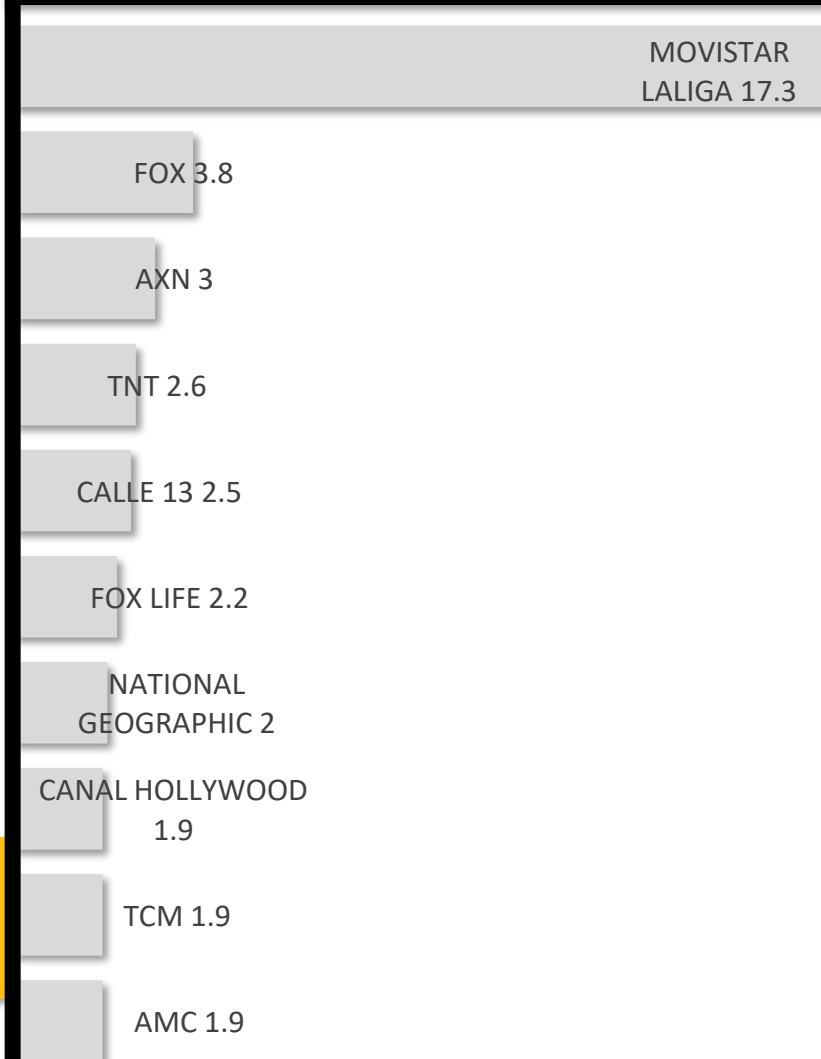 MOVISTAR
LALIGA 17.3
FOX 3.8
AXN 3
TNT 2.6
CALLE 13 2.5
FOX LIFE 2.2
NATIONAL
GEOGRAPHIC 2
CANAL HOLLYWOOD
1.9
TCM 1.9
AMC 1.9